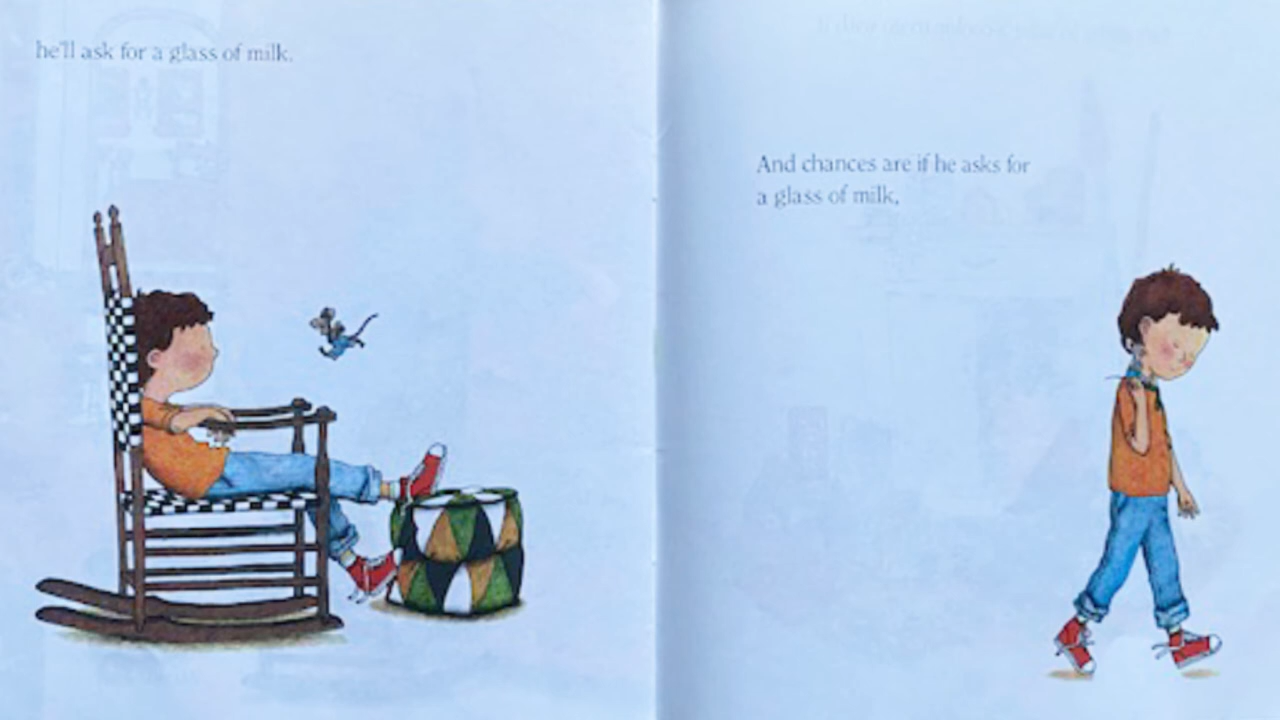 he'll ask for a glass of milk.
And chances are if he asks for
a glass of milk,